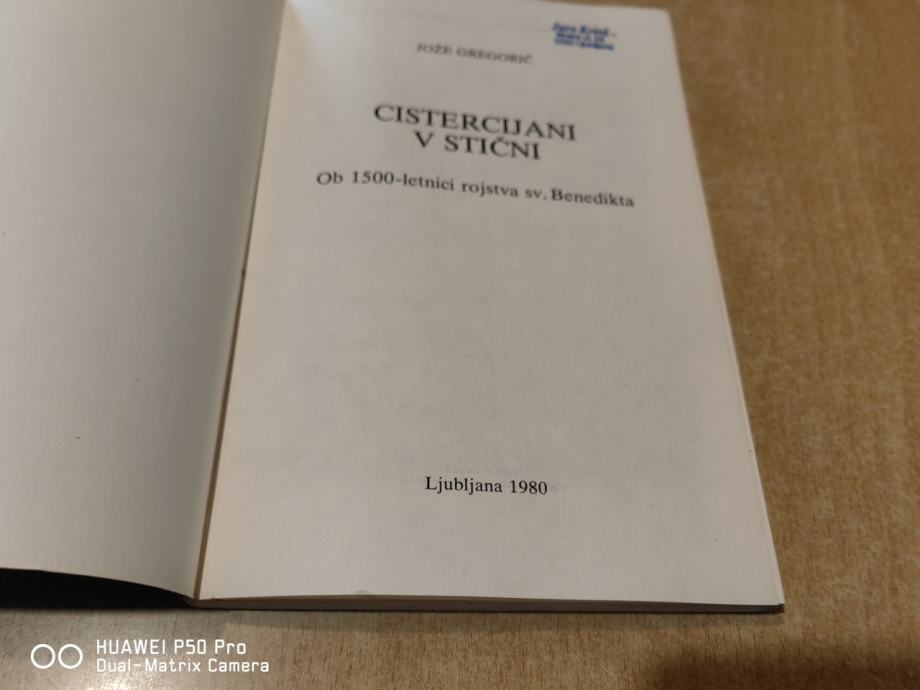 JOŽE GREGORIČ
CISTERCIJANI
V STIČNI
Ob 1500-letnici rojstva sv. Benedikta
Ljubljana 1980
HUAWEI P50 Pro
Dual-Matrix Camera